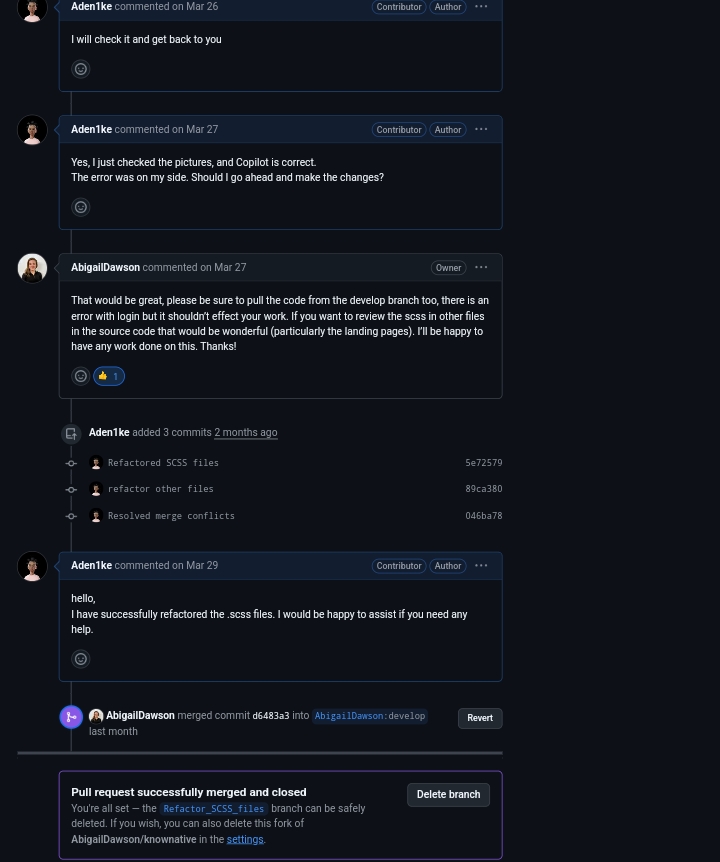 Aden1ke commented on Mar 26 Contributor Author
I will check it and get back to you
Aden1ke commented on Mar 27 Contributor Author
Yes, I just checked the pictures, and Copilot is correct.
The error was on my side. Should I go ahead and make the changes?
AbigailDawson commented on Mar 27 Owner
That would be great, please be sure to pull the code from the develop branch too, there is an
error with login but it shouldn't effect your work. If you want to review the scss in other files
in the source code that would be wonderful (particularly the landing pages). I'll be happy to
have any work done on this. Thanks!
👍 1
Aden1ke added 3 commits 2 months ago
Refactored SCSS files 5e72579
refactor other files 89ca380
Resolved merge conflicts 046ba78
Aden1ke commented on Mar 29 Contributor Author
hello,
I have successfully refactored the .scss files. I would be happy to assist if you need any
help.
AbigailDawson merged commit d6483a3 into AbigailDawson:develop Revert
last month
Pull request successfully merged and closed Delete branch
You're all set — the Refactor_SCSS_files branch can be safely
deleted. If you wish, you can also delete this fork of
AbigailDawson/knownative in the settings.